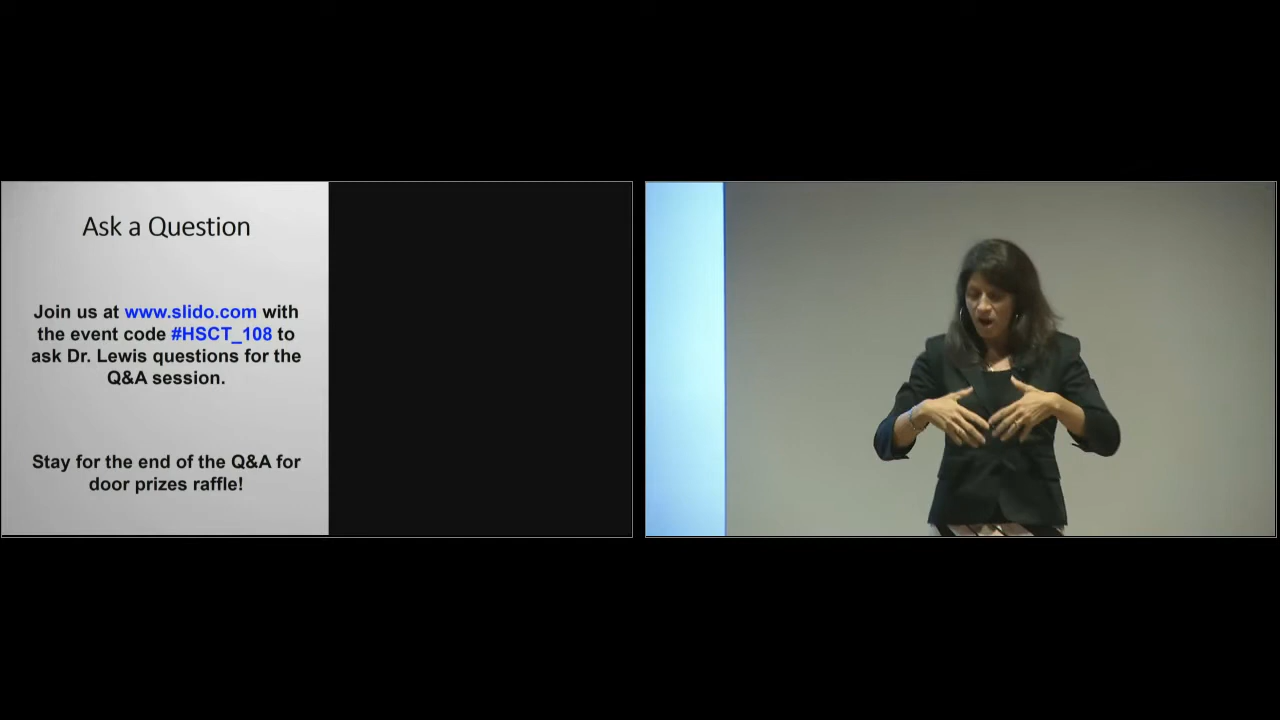 Ask a Question
Join us at www.slido.com with
the event code #HSCT_108 to
ask Dr. Lewis questions for the
Q&A session.
Stay for the end of the Q&A for
door prizes raffle!